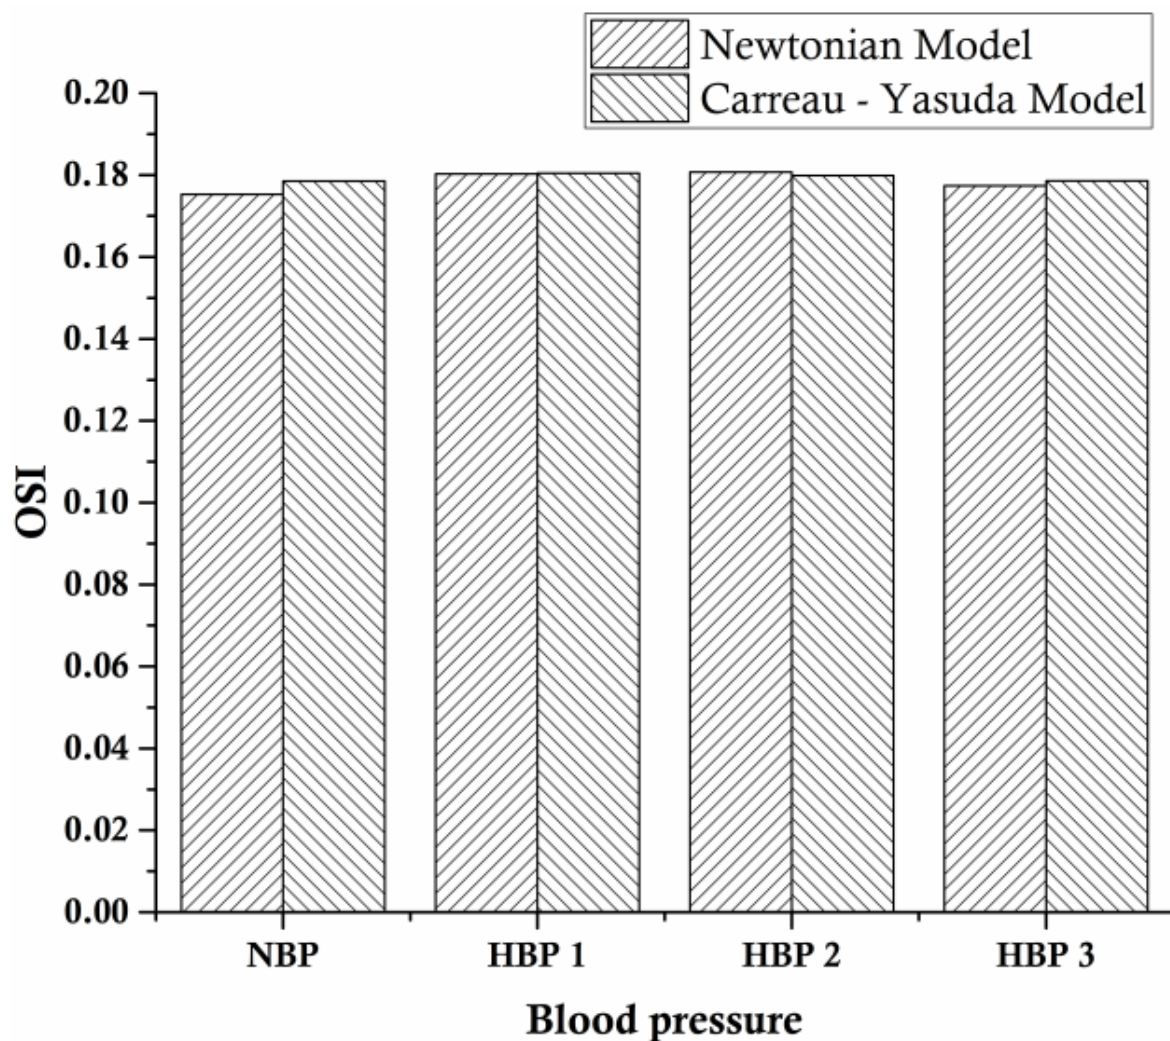 Newtonian Model
Carreau - Yasuda Model
0.20
0.18
0.16
0.14
0.12
0.10
0.08
0.06
0.04
0.02
0.00
OSI
NBP HBP 1 HBP 2 HBP 3
Blood pressure